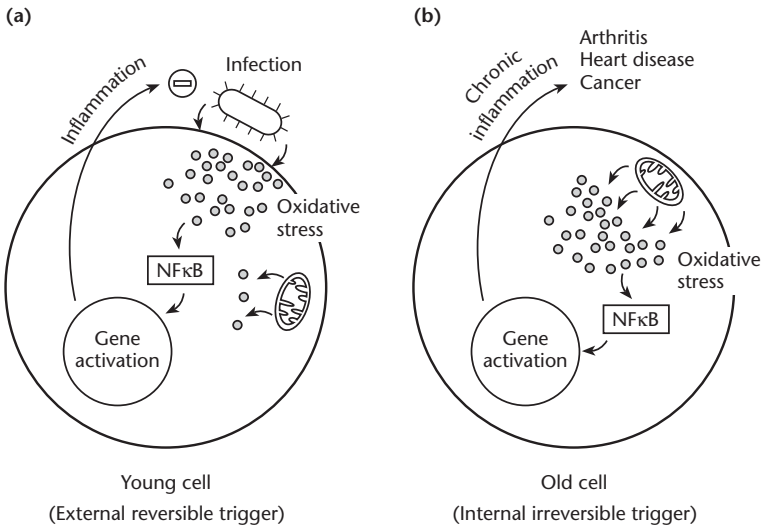 (a)
Inflammation
Infection
Oxidative
stress
NFκB
Gene
activation
Young cell
(External reversible trigger)
(b)
Chronic
inflammation
Arthritis
Heart disease
Cancer
Oxidative
stress
NFκB
Gene
activation
Old cell
(Internal irreversible trigger)